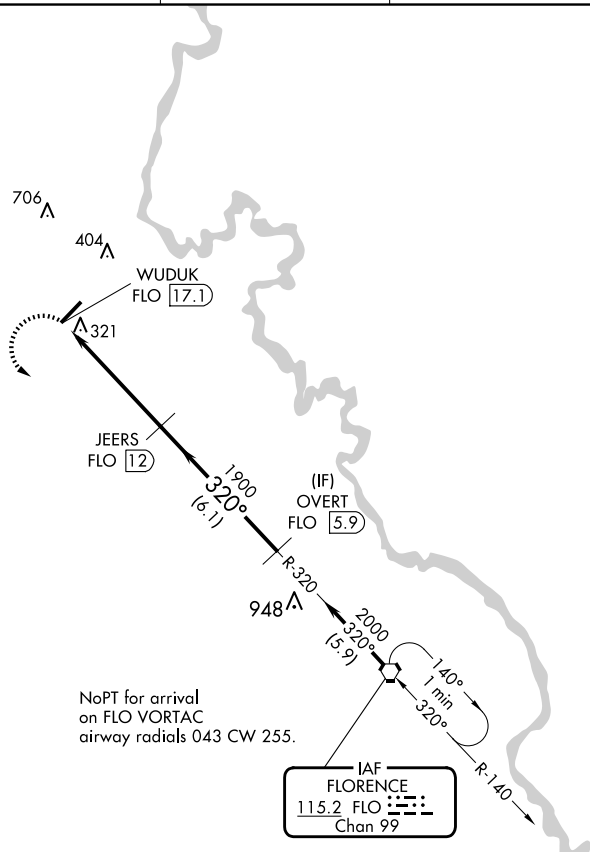 706
404
WUDUK
FLO 17.1
321
JEERS
FLO 12
1900
320°
(6.1)
(IF)
OVERT
FLO 5.9
R-320
948
2000
320°
(5.9)
140°
1 min
320°
R-140
NoPT for arrival
on FLO VORTAC
airway radials 043 CW 255.
IAF
FLORENCE
115.2 FLO
Chan 99